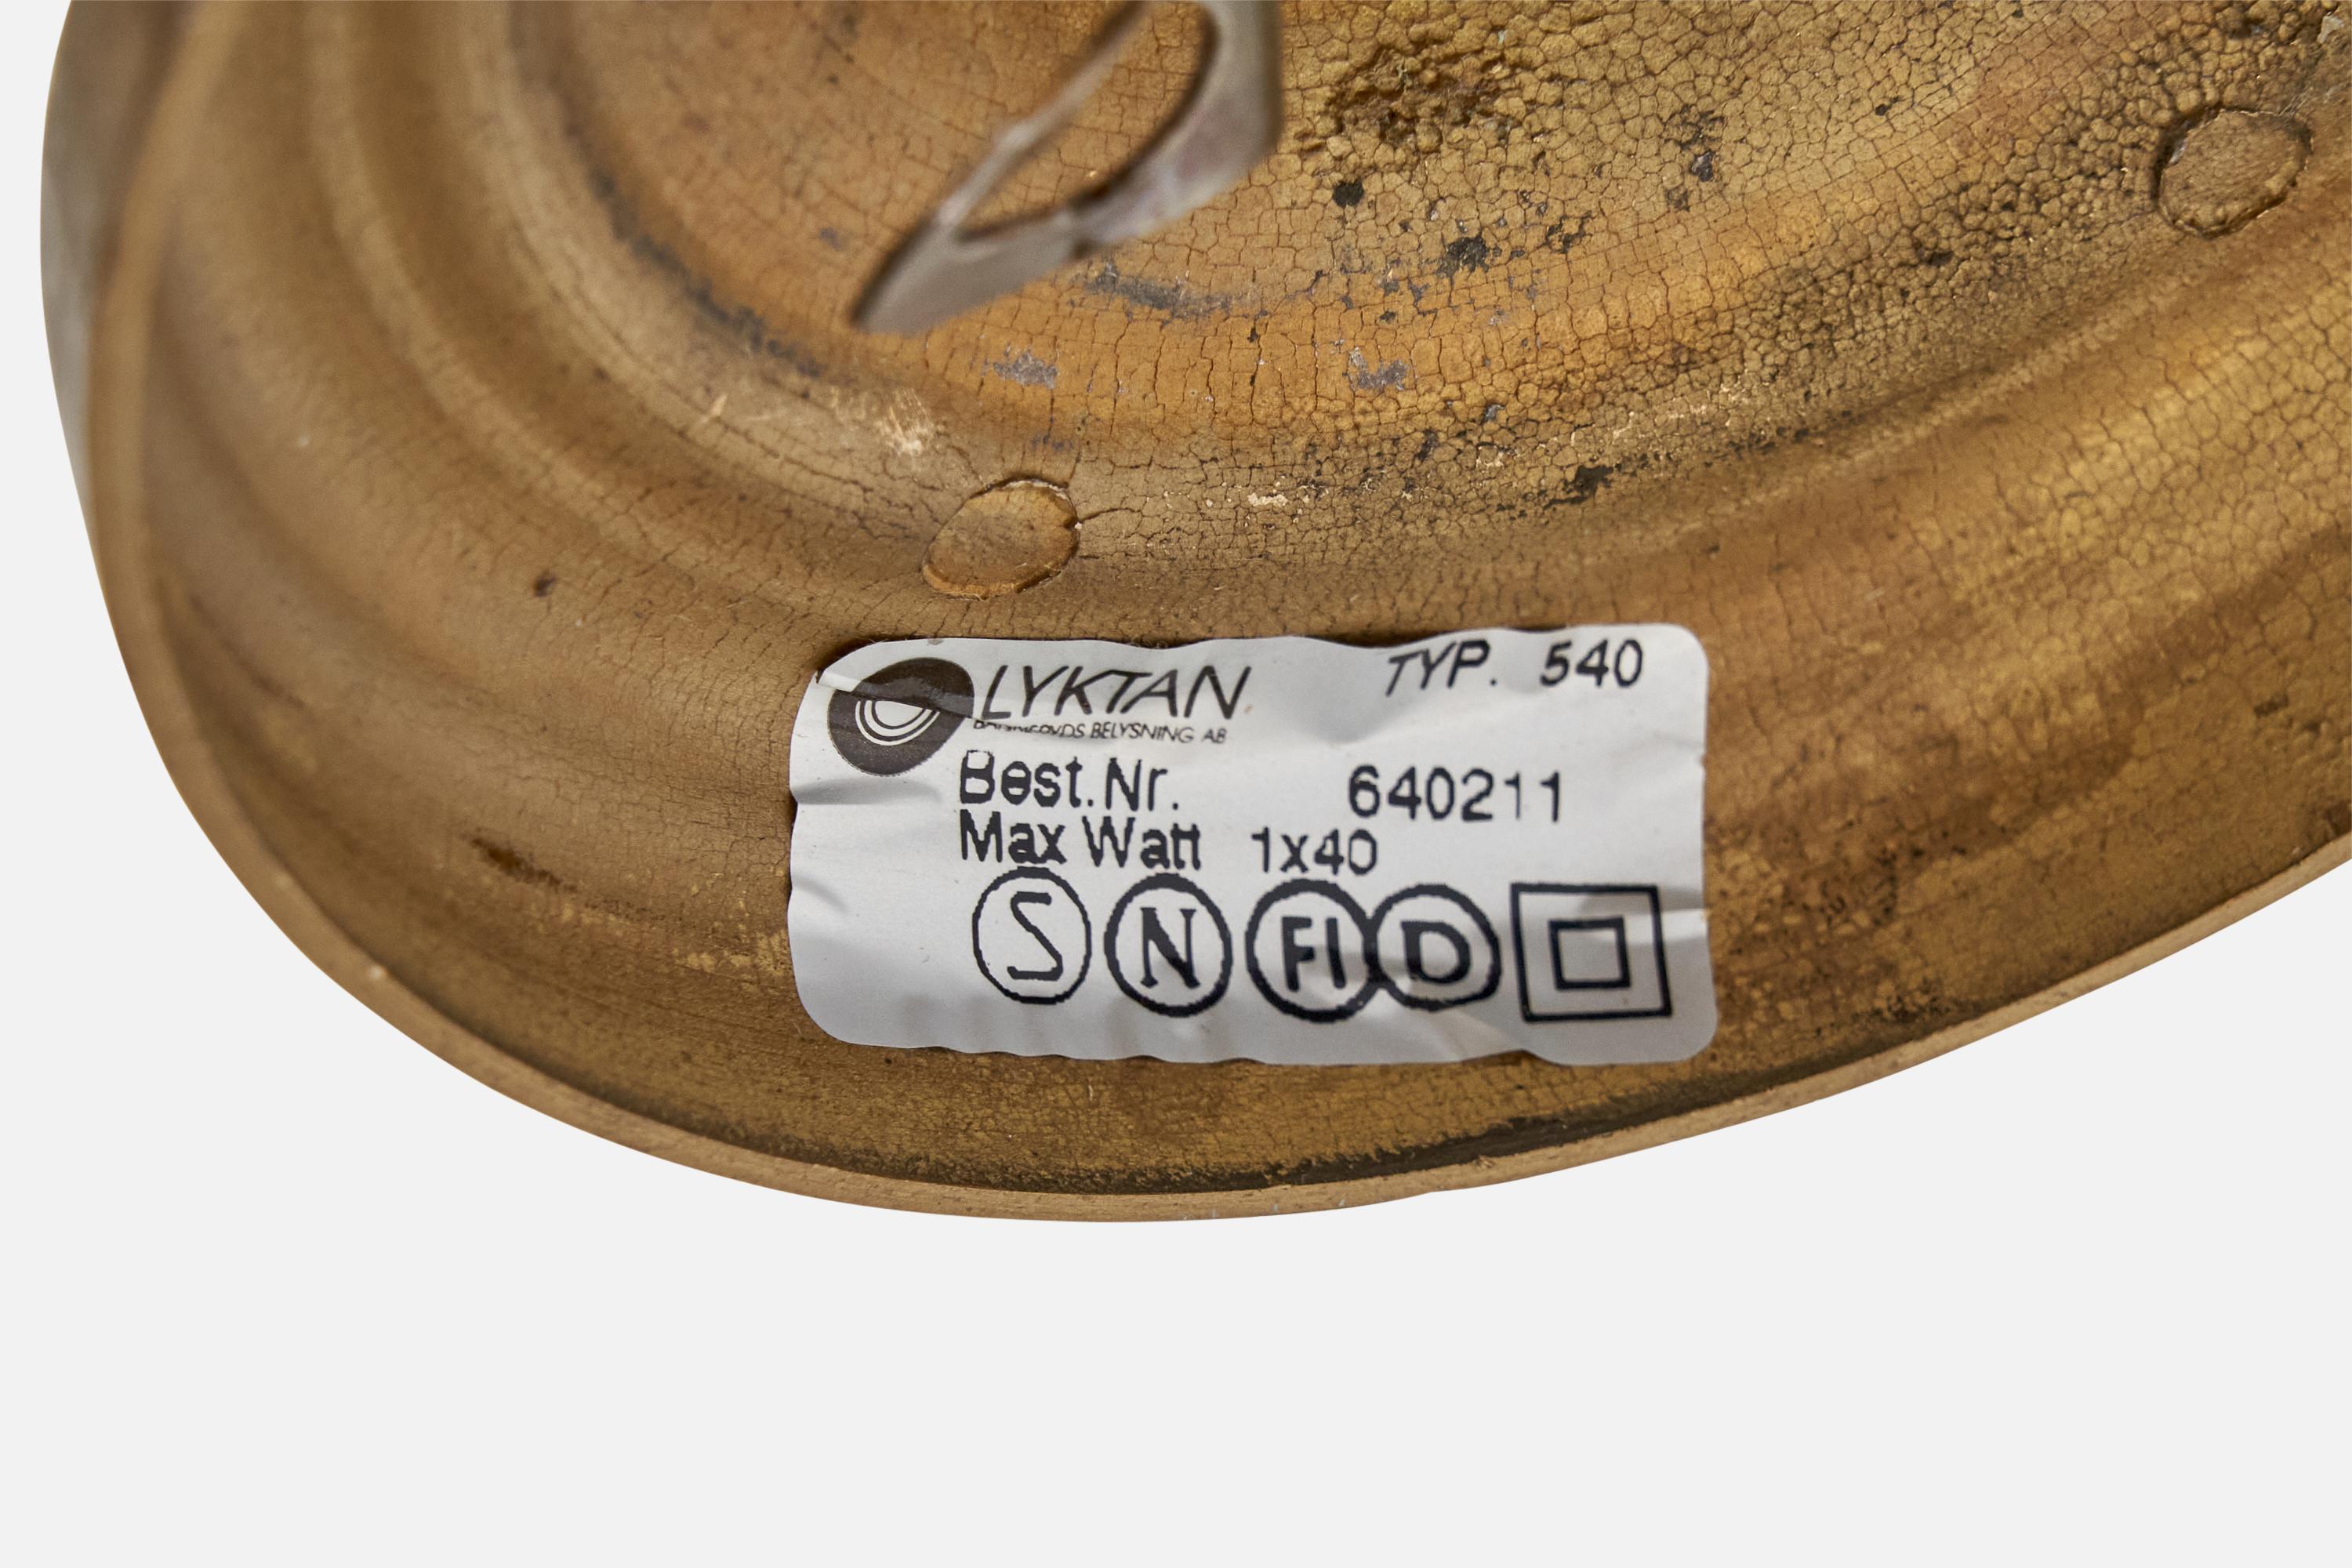 LYKTAN TYP. 540
BELYSNING AB
Best.Nr. 640211
Max Watt 1x40
S N FI D